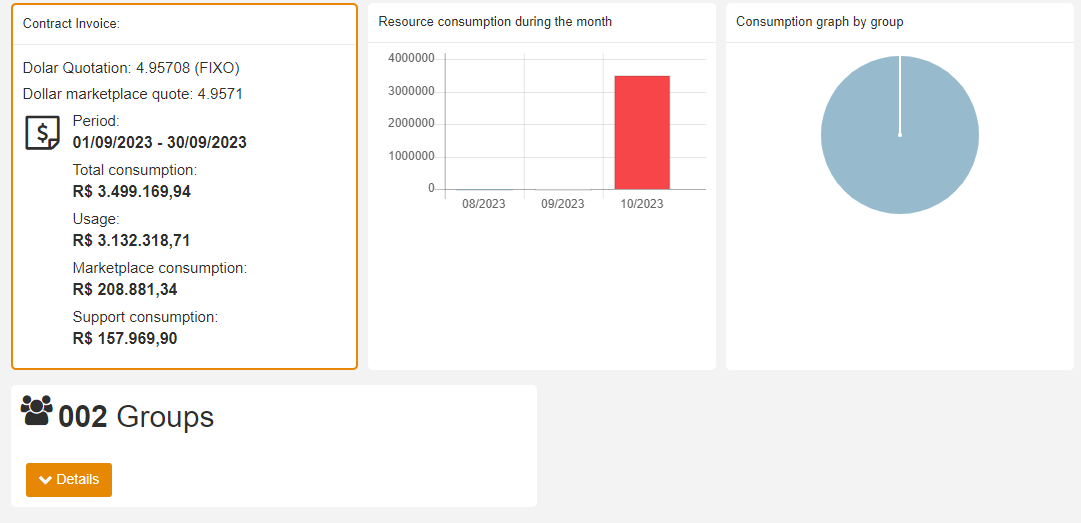 Contract Invoice:
Dolar Quotation: 4.95708 (FIXO)
Dollar marketplace quote: 4.9571
$
Period:
01/09/2023 - 30/09/2023
Total consumption:
R$ 3.499.169,94
Usage:
R$ 3.132.318,71
Marketplace consumption:
R$ 208.881,34
Support consumption:
R$ 157.969,90
Resource consumption during the month
4000000
3000000
2000000
1000000
0
08/2023 09/2023 10/2023
Consumption graph by group
002 Groups
Details